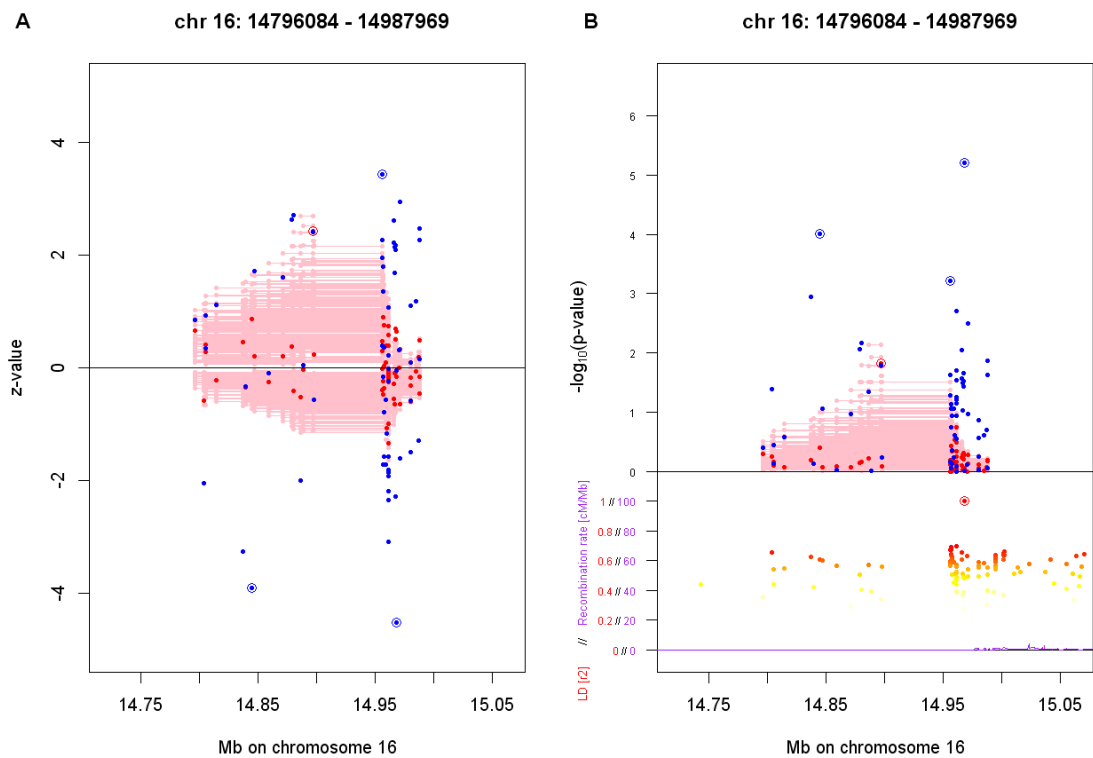 A
chr 16: 14796084 - 14987969
z-value
4
2
0
-2
-4
14.75
14.85
14.95
15.05
Mb on chromosome 16
B
chr 16: 14796084 - 14987969
-log10(p-value)
6
5
4
3
2
1
0
LD [r2] // Recombination rate [cM/Mb]
1 // 100
0.8 // 80
0.6 // 60
0.4 // 40
0.2 // 20
0 // 0
14.75
14.85
14.95
15.05
Mb on chromosome 16